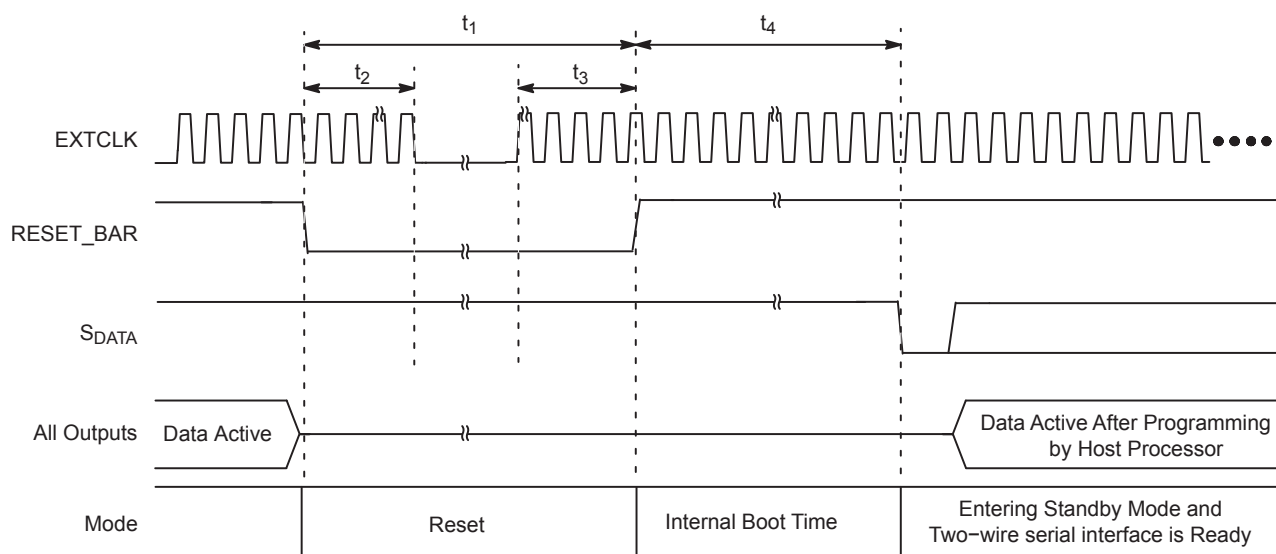 t1
t4
t2
t3
EXTCLK
RESET_BAR
SDATA
All Outputs
Data Active
Data Active After Programming
by Host Processor
Mode
Reset
Internal Boot Time
Entering Standby Mode and
Two−wire serial interface is Ready